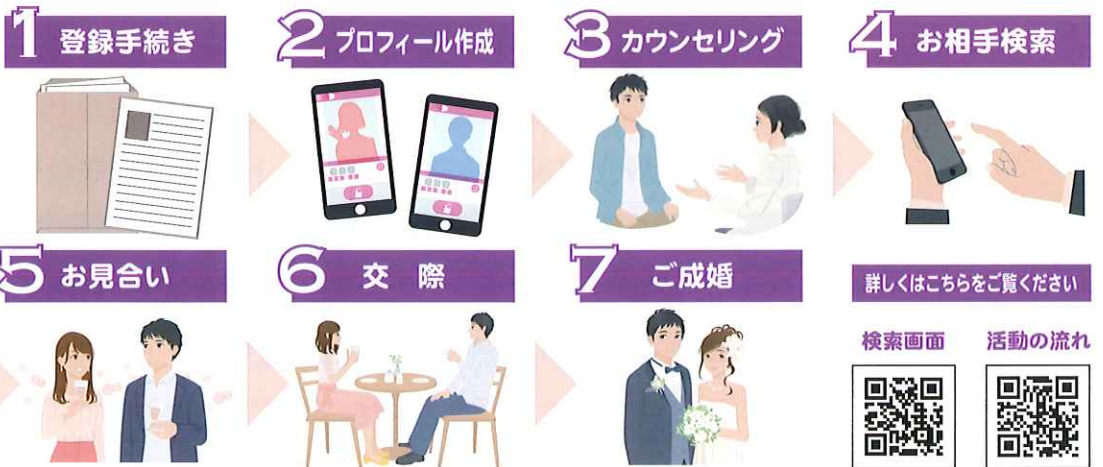 1 登録手続き
2 プロフィール作成
3 カウンセリング
4 お相手検索
5 お見合い
6 交 際
7 ご成婚
詳しくはこちらをご覧ください
検索画面
活動の流れ